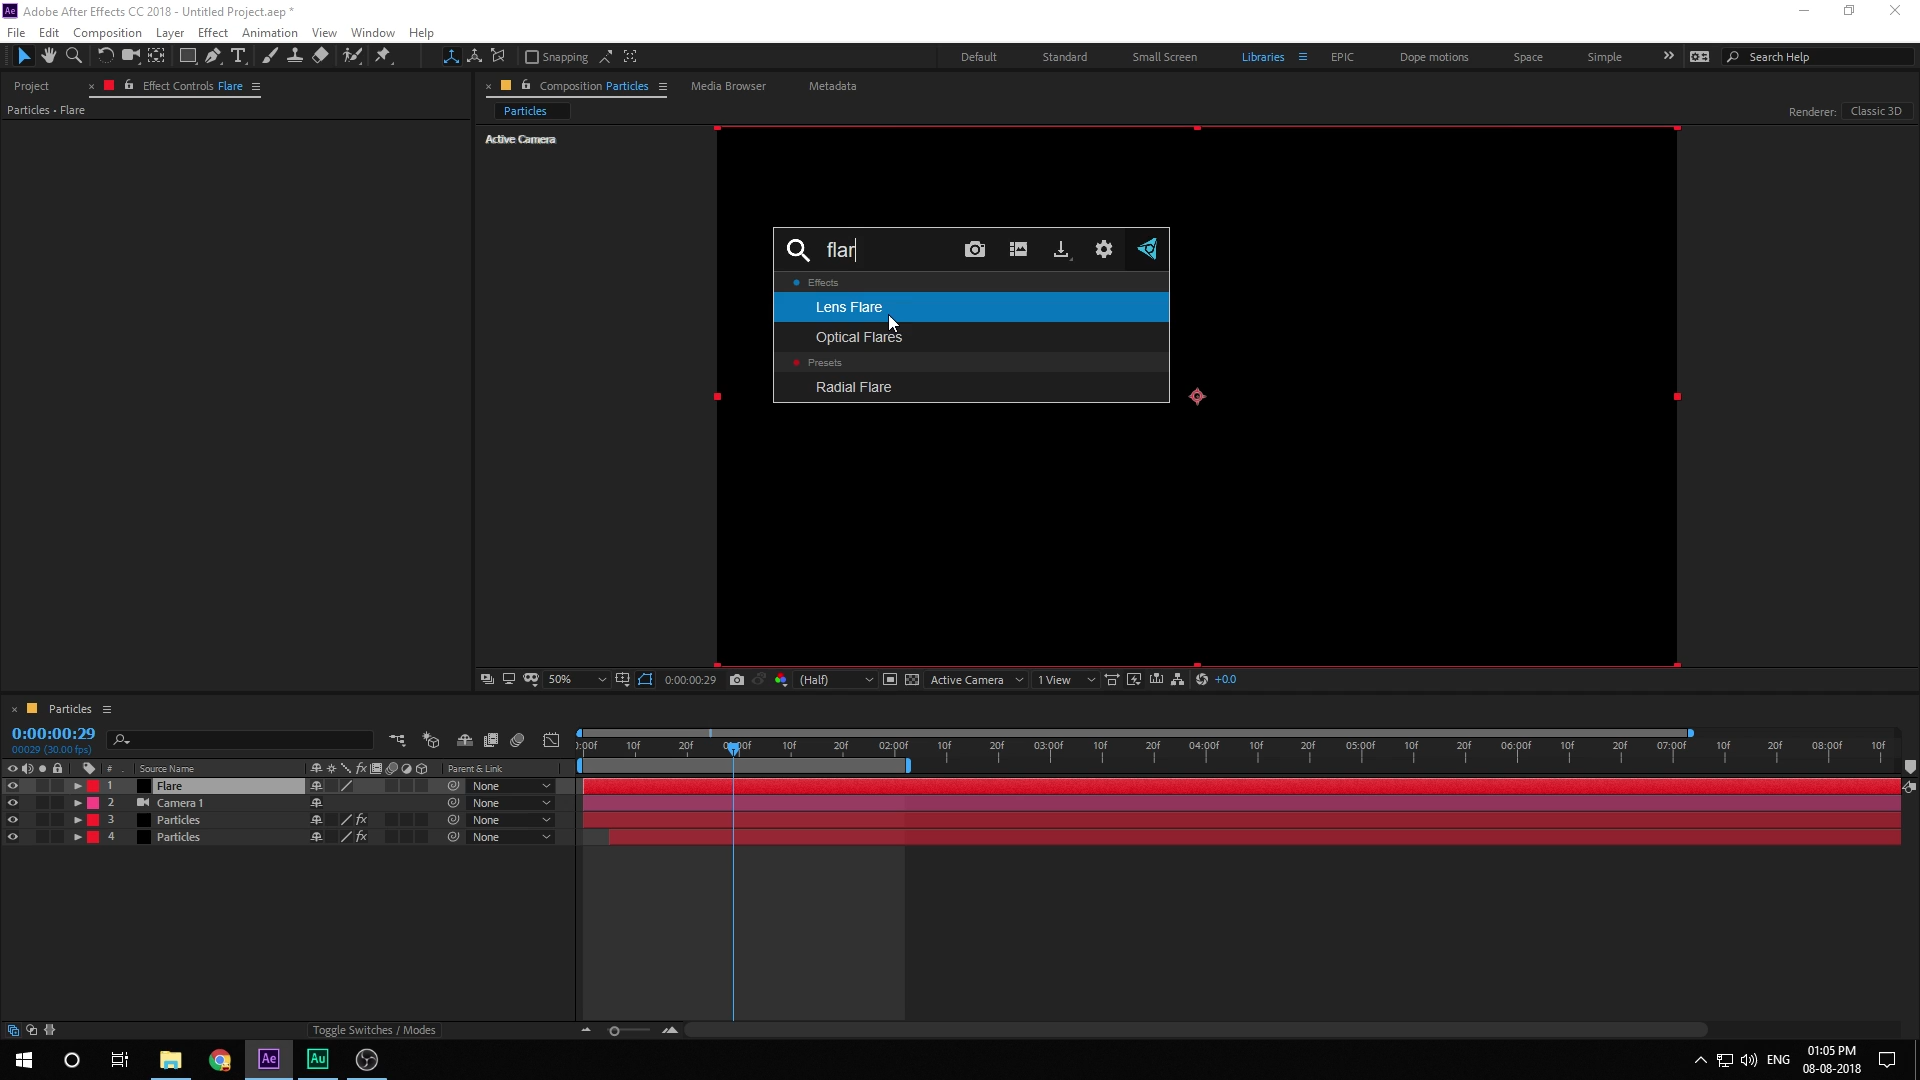 Ae Adobe After Effects CC 2018 - Untitled Project.aep *
File Edit Composition Layer Effect Animation View Window Help
T Snapping Default Standard Small Screen Libraries EPIC Dope motions Space Simple Search Help
Project Effect Controls Flare Composition Particles Media Browser Metadata
Particles • Flare
Particles Renderer: Classic 3D
Active Camera
flar
Effects
Lens Flare
Optical Flares
Presets
Radial Flare
50% 0:00:00:29 (Half) Active Camera 1 View +0.0
Particles
0:00:00:29
00029 (30.00 fps)
):00f 10f 20f 10f 20f 02:00f 10f 20f 03:00f 10f 20f 04:00f 10f 20f 05:00f 10f 20f 06:00f 10f 20f 07:00f 10f 20f 08:00f 10f
# Source Name fx Parent & Link
1 Flare None
2 Camera 1 None
3 Particles fx None
4 Particles fx None
Toggle Switches / Modes
Ae Au ENG 01:05 PM
08-08-2018